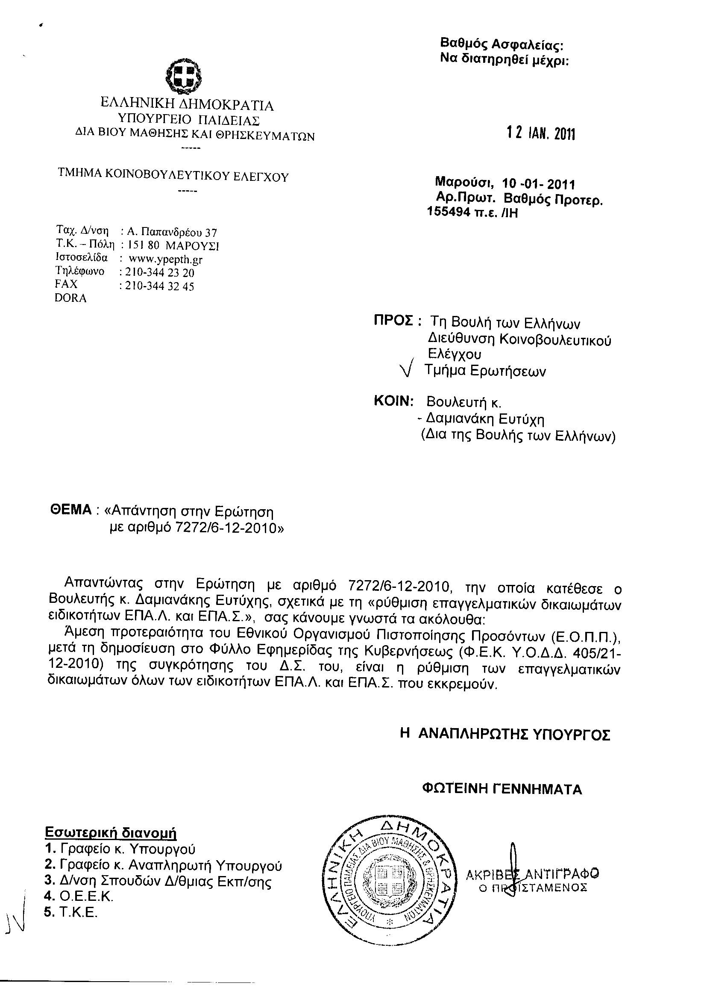 Βαθμός Ασφαλείας:
Να διατηρηθεί μέχρι:
ΕΛΛΗΝΙΚΗ ΔΗΜΟΚΡΑΤΙΑ
ΥΠΟΥΡΓΕΙΟ ΠΑΙΔΕΙΑΣ
ΔΙΑ ΒΙΟΥ ΜΑΘΗΣΗΣ ΚΑΙ ΘΡΗΣΚΕΥΜΑΤΩΝ
-----
12 ΙΑΝ. 2011
ΤΜΗΜΑ ΚΟΙΝΟΒΟΥΛΕΥΤΙΚΟΥ ΕΛΕΓΧΟΥ
-----
Μαρούσι, 10 -01- 2011
Αρ.Πρωτ. Βαθμός Προτερ.
155494 π.ε. /ΙΗ
Ταχ. Δ/νση : Α. Παπανδρέου 37
Τ.Κ. – Πόλη : 151 80 ΜΑΡΟΥΣΙ
Ιστοσελίδα : www.ypepth.gr
Τηλέφωνο : 210-344 23 20
FAX : 210-344 32 45
DORA
ΠΡΟΣ : Τη Βουλή των Ελλήνων
Διεύθυνση Κοινοβουλευτικού
Ελέγχου
Τμήμα Ερωτήσεων
ΚΟΙΝ: Βουλευτή κ.
- Δαμιανάκη Ευτύχη
(Δια της Βουλής των Ελλήνων)
ΘΕΜΑ : «Απάντηση στην Ερώτηση
με αριθμό 7272/6-12-2010»
Απαντώντας στην Ερώτηση με αριθμό 7272/6-12-2010, την οποία κατέθεσε ο
Βουλευτής κ. Δαμιανάκης Ευτύχης, σχετικά με τη «ρύθμιση επαγγελματικών δικαιωμάτων
ειδικοτήτων ΕΠΑ.Λ. και ΕΠΑ.Σ.», σας κάνουμε γνωστά τα ακόλουθα:
Άμεση προτεραιότητα του Εθνικού Οργανισμού Πιστοποίησης Προσόντων (Ε.Ο.Π.Π.),
μετά τη δημοσίευση στο Φύλλο Εφημερίδας της Κυβερνήσεως (Φ.Ε.Κ. Υ.Ο.Δ.Δ. 405/21-
12-2010) της συγκρότησης του Δ.Σ. του, είναι η ρύθμιση των επαγγελματικών
δικαιωμάτων όλων των ειδικοτήτων ΕΠΑ.Λ. και ΕΠΑ.Σ. που εκκρεμούν.
Η ΑΝΑΠΛΗΡΩΤΗΣ ΥΠΟΥΡΓΟΣ
ΦΩΤΕΙΝΗ ΓΕΝΝΗΜΑΤΑ
Εσωτερική διανομή
1. Γραφείο κ. Υπουργού
2. Γραφείο κ. Αναπληρωτή Υπουργού
3. Δ/νση Σπουδών Δ/θμιας Εκπ/σης
4. Ο.Ε.Ε.Κ.
5. Τ.Κ.Ε.
ΕΛΛΗΝΙΚΗ ΔΗΜΟΚΡΑΤΙΑ
ΥΠΟΥΡΓΕΙΟ ΠΑΙΔΕΙΑΣ ΔΙΑ ΒΙΟΥ ΜΑΘΗΣΗΣ & ΘΡΗΣΚΕΥΜΑΤΩΝ
ΑΚΡΙΒΕΣ ΑΝΤΙΓΡΑΦΟ
Ο ΠΡΟΪΣΤΑΜΕΝΟΣ